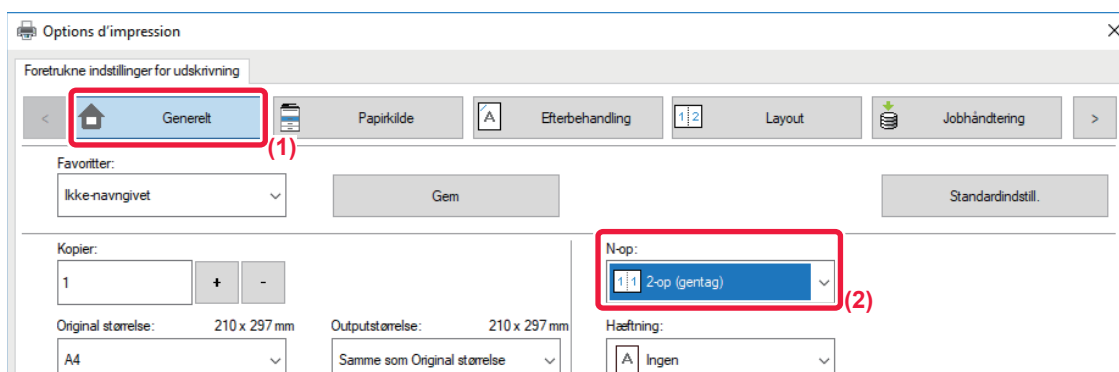 Options d'impression
Foretrukne indstillinger for udskrivning
< Generelt Papirkilde A Efterbehandling 1 2 Layout Jobhåndtering >
(1)
Favoritter:
Ikke-navngivet Gem Standardindstill.
Kopier: N-op:
1 + - 1 1 2-op (gentag)
(2)
Original størrelse: 210 x 297 mm Outputstørrelse: 210 x 297 mm Hæftning:
A4 Samme som Original størrelse A Ingen